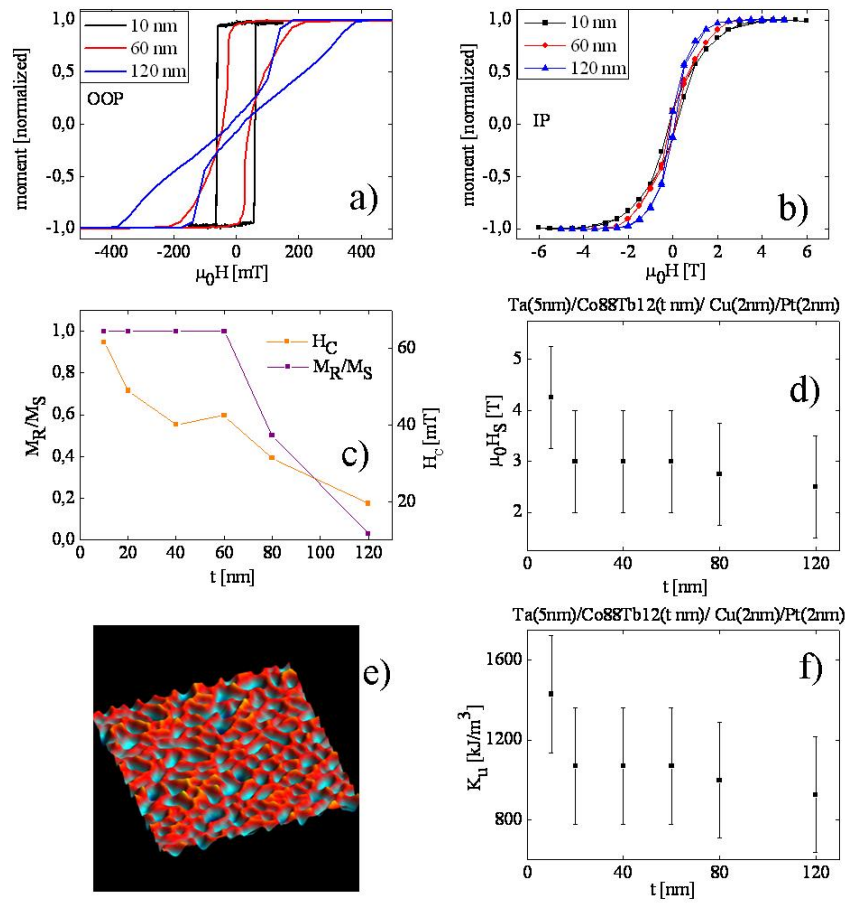 10 nm
60 nm
120 nm
OOP
a)
1,0
0,5
0,0
-0,5
-1,0
moment [normalized]
-400 -200 0 200 400
μ0H [mT]
10 nm
60 nm
120 nm
IP
b)
1,0
0,5
0,0
-0,5
-1,0
moment [normalized]
-6 -4 -2 0 2 4 6
μ0H [T]
HC
MR/MS
c)
1,0
0,8
0,6
0,4
0,2
0,0
MR/MS
60
40
20
HC [mT]
20 40 60 80 100 120
t [nm]
Ta(5nm)/Co88Tb12(t nm)/ Cu(2nm)/Pt(2nm)
d)
5
4
3
2
μ0HS [T]
0 20 40 60 80 100 120
t [nm]
e)
Ta(5nm)/Co88Tb12(t nm)/ Cu(2nm)/Pt(2nm)
f)
1600
1200
800
Ku [kJ/m³]
0 20 40 60 80 100 120
t [nm]